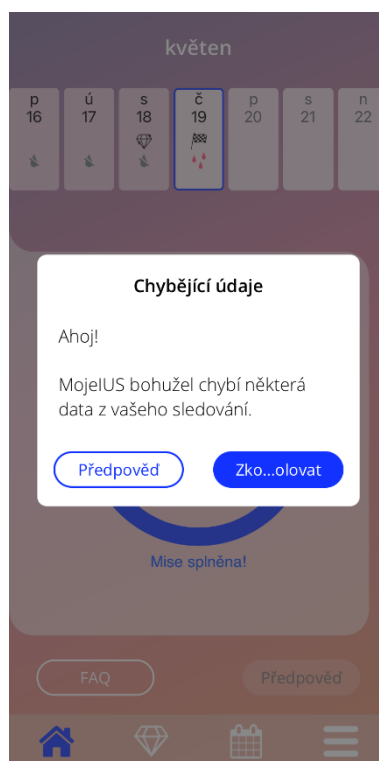 květen
p ú s č p s n
16 17 18 19 20 21 22
Chybějící údaje
Ahoj!
MojeIUS bohužel chybí některá
data z vašeho sledování.
Předpověď Zko...olovat
Mise splněna!
FAQ Předpověď